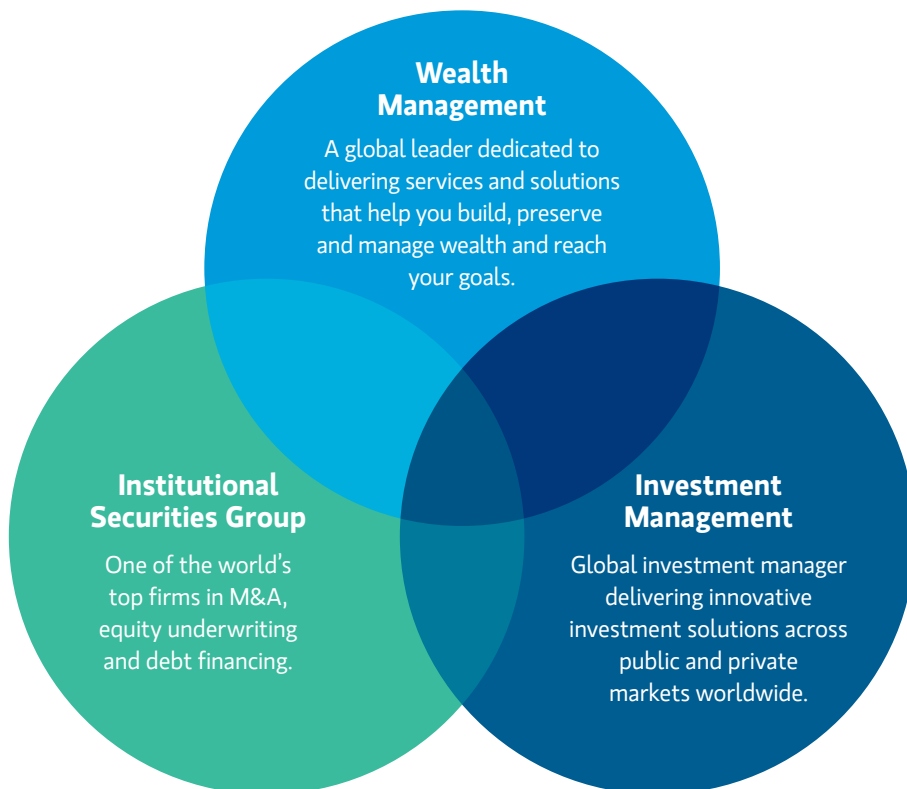 Wealth
Management
A global leader dedicated to
delivering services and solutions
that help you build, preserve
and manage wealth and reach
your goals.
Institutional
Securities Group
One of the world’s
top firms in M&A,
equity underwriting
and debt financing.
Investment
Management
Global investment manager
delivering innovative
investment solutions across
public and private
markets worldwide.